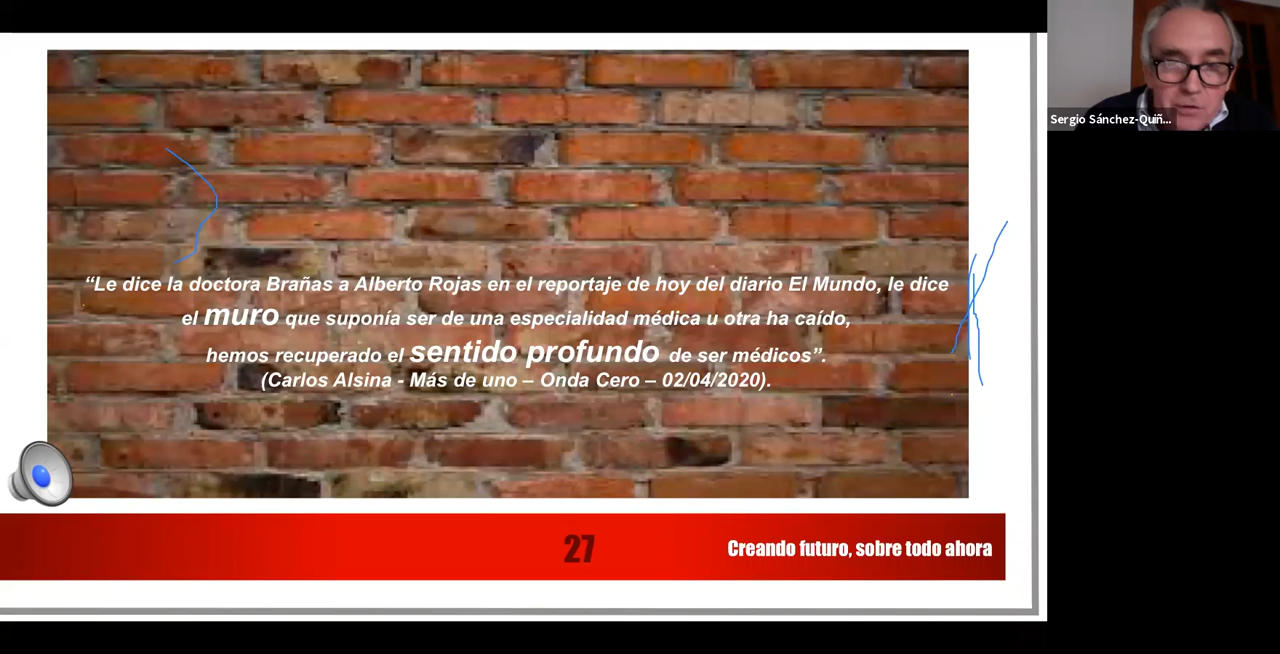 Sergio Sánchez-Quiñ...
“Le dice la doctora Brañas a Alberto Rojas en el reportaje de hoy del diario El Mundo, le dice
el muro que suponía ser de una especialidad médica u otra ha caído,
hemos recuperado el sentido profundo de ser médicos”.
(Carlos Alsina - Más de uno – Onda Cero – 02/04/2020).
27
Creando futuro, sobre todo ahora